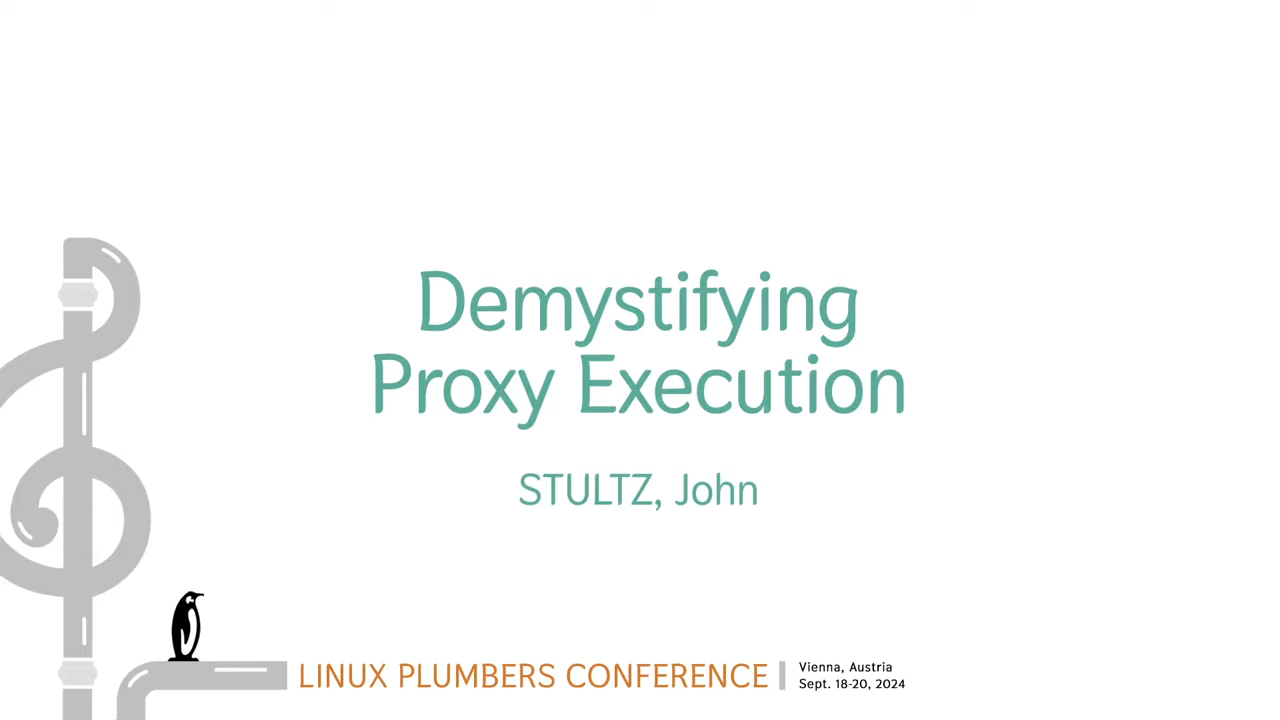 Demystifying
Proxy Execution
STULTZ, John
LINUX PLUMBERS CONFERENCE
Vienna, Austria
Sept. 18-20, 2024